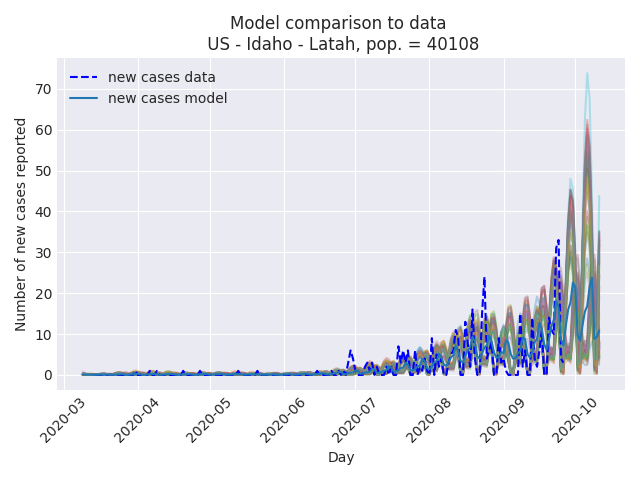 Model comparison to data
US - Idaho - Latah, pop. = 40108
new cases data
new cases model
Number of new cases reported
70
60
50
40
30
20
10
0
2020-03
2020-04
2020-05
2020-06
2020-07
2020-08
2020-09
2020-10
Day